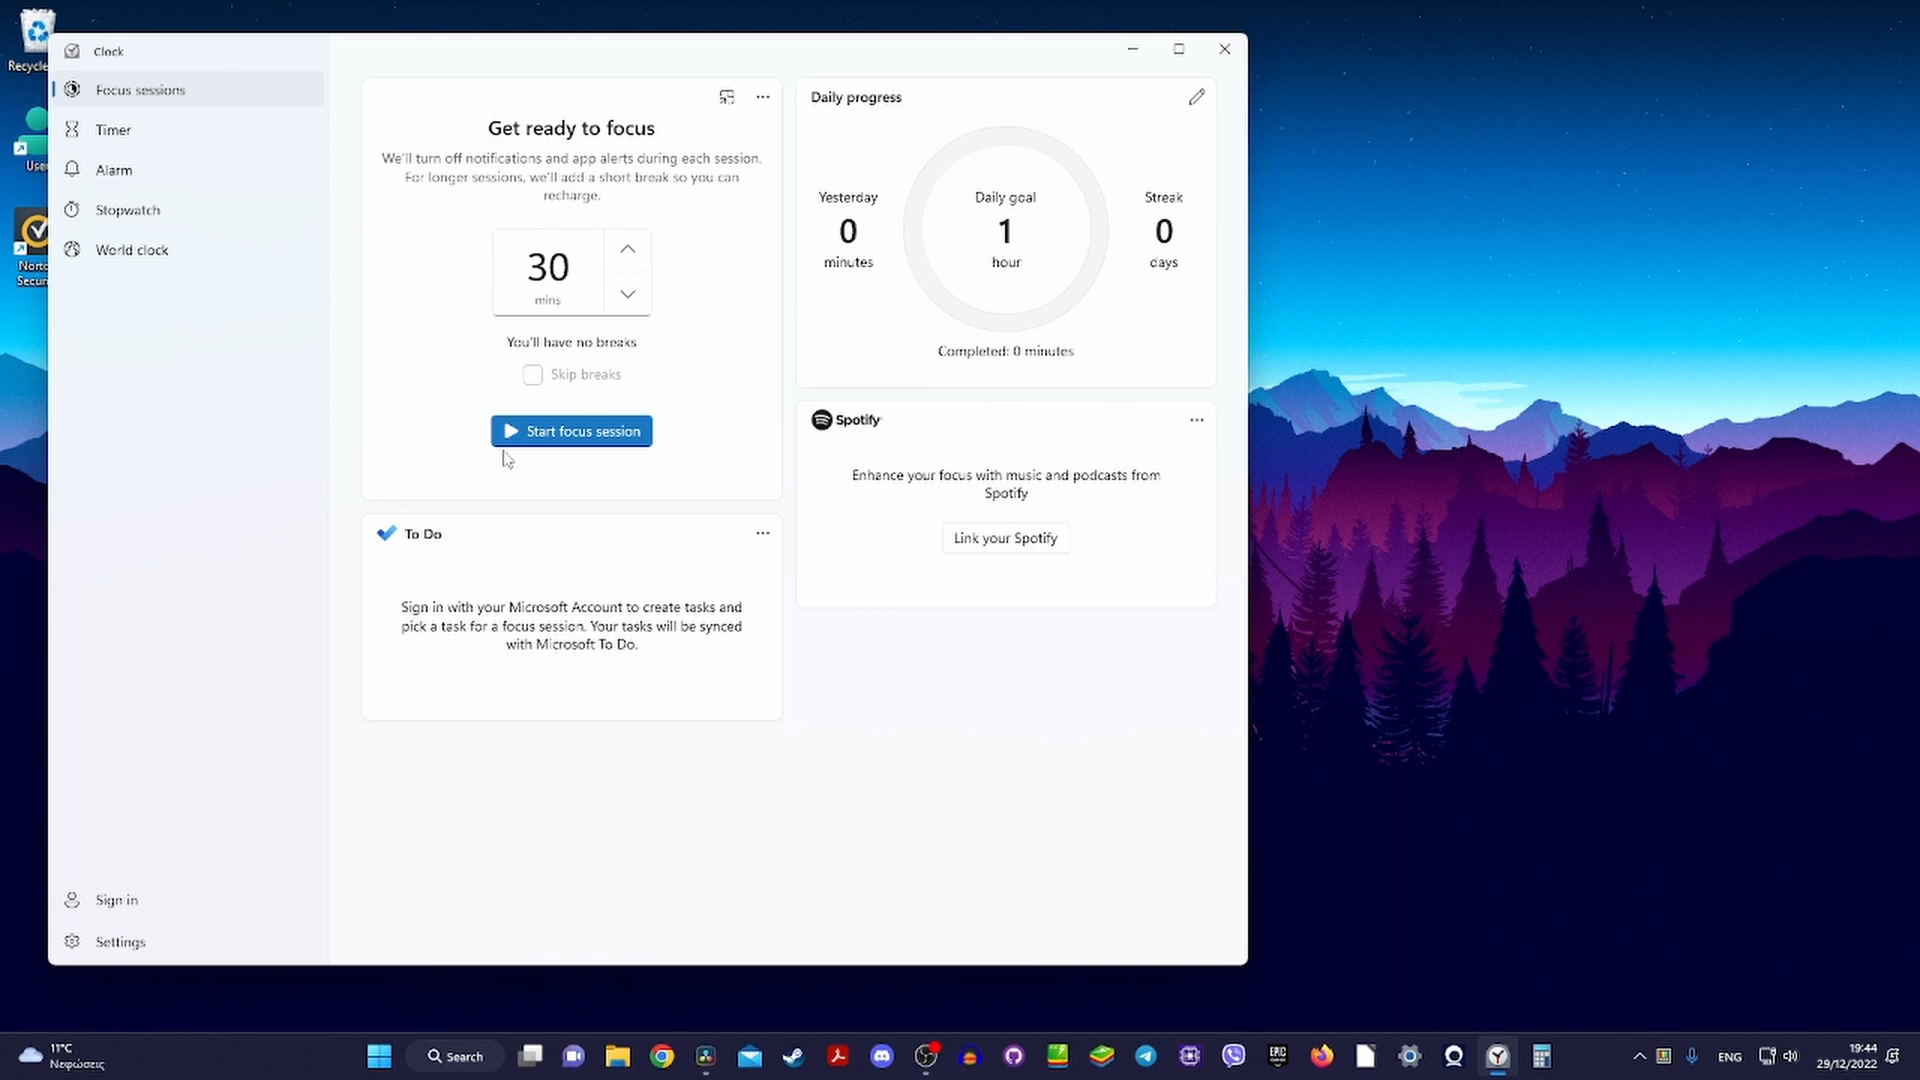 Recycle
User
Norto
Secur
Clock
Focus sessions
Timer
Alarm
Stopwatch
World clock
Sign in
Settings
Get ready to focus
We'll turn off notifications and app alerts during each session.
For longer sessions, we'll add a short break so you can
recharge.
30
mins
You'll have no breaks
Skip breaks
Start focus session
To Do
Sign in with your Microsoft Account to create tasks and
pick a task for a focus session. Your tasks will be synced
with Microsoft To Do.
Daily progress
Yesterday
0
minutes
Daily goal
1
hour
Streak
0
days
Completed: 0 minutes
Spotify
Enhance your focus with music and podcasts from
Spotify
Link your Spotify
11°C
Νεφώσεις
Search
EPIC
ENG
19:44
29/12/2022